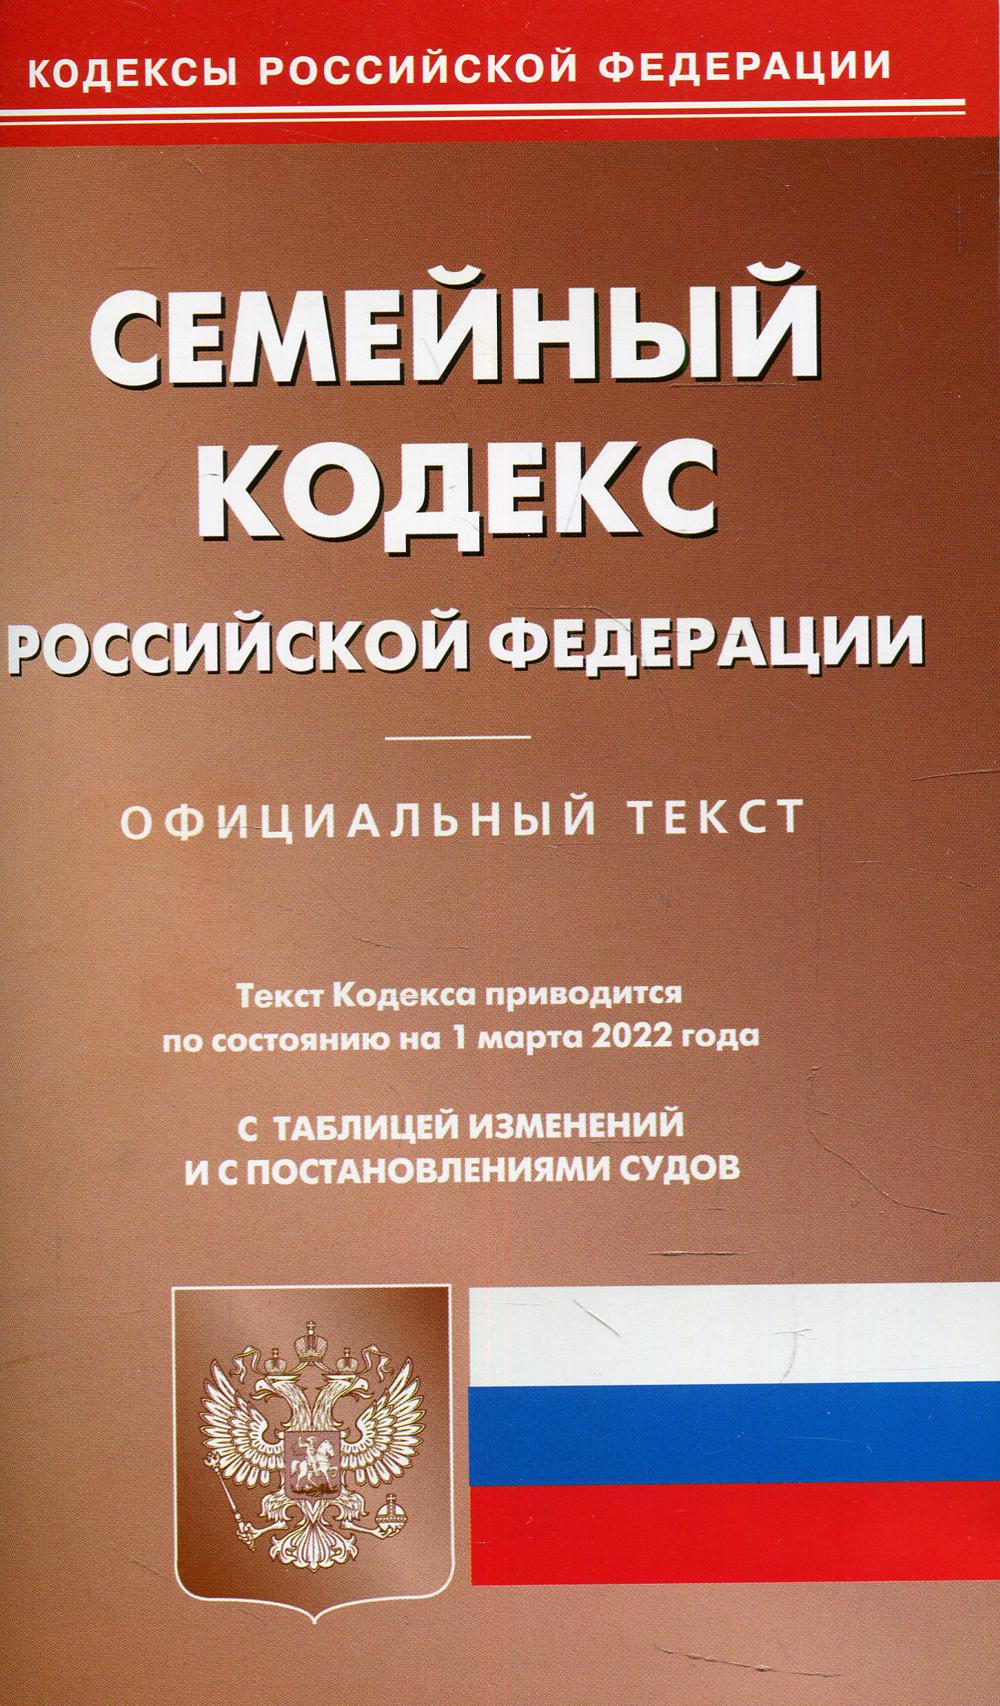 КОДЕКСЫ РОССИЙСКОЙ ФЕДЕРАЦИИ
СЕМЕЙНЫЙ
КОДЕКС
РОССИЙСКОЙ ФЕДЕРАЦИИ
ОФИЦИАЛЬНЫЙ ТЕКСТ
Текст Кодекса приводится
по состоянию на 1 марта 2022 года
С ТАБЛИЦЕЙ ИЗМЕНЕНИЙ
И С ПОСТАНОВЛЕНИЯМИ СУДОВ